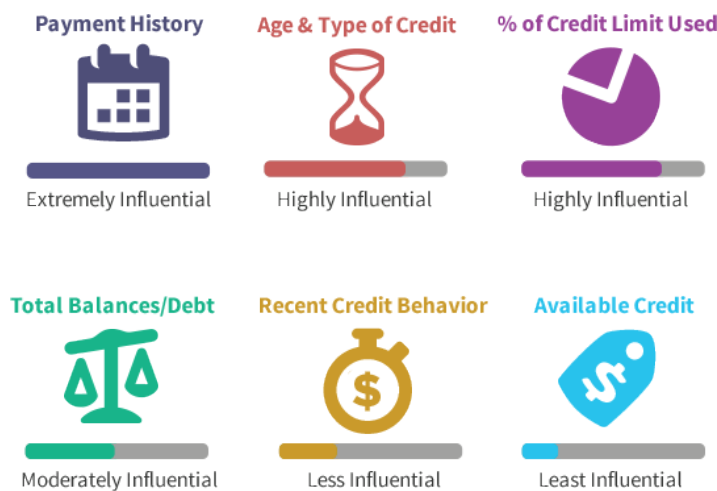 Payment History
Age & Type of Credit
% of Credit Limit Used
Extremely Influential
Highly Influential
Highly Influential
Total Balances/Debt
Recent Credit Behavior
Available Credit
$
$
Moderately Influential
Less Influential
Least Influential